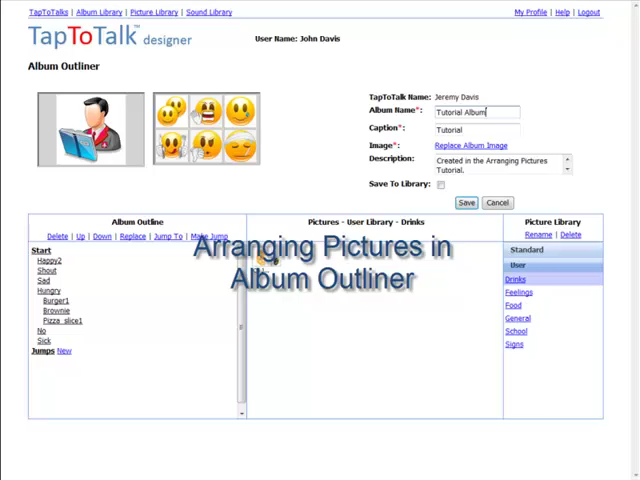 TapToTalks | Album Library | Picture Library | Sound Library
My Profile | Help | Logout
TapToTalk™ designer
User Name: John Davis
Album Outliner
TapToTalk Name: Jeremy Davis
Album Name*: Tutorial Album
Caption*: Tutorial
Image*: Replace Album Image
Description: Created in the Arranging Pictures
Tutorial.
Save To Library:
Save Cancel
Album Outline
Delete | Up | Down | Replace | Jump To | Make Jump
Start
Happy2
Shout
Sad
Hungry
Burger1
Brownie
Pizza_slice1
No
Sick
Jumps New
Pictures - User Library - Drinks
Arranging Pictures in
Album Outliner
Picture Library
Rename | Delete
Standard
User
Drinks
Feelings
Food
General
School
Signs